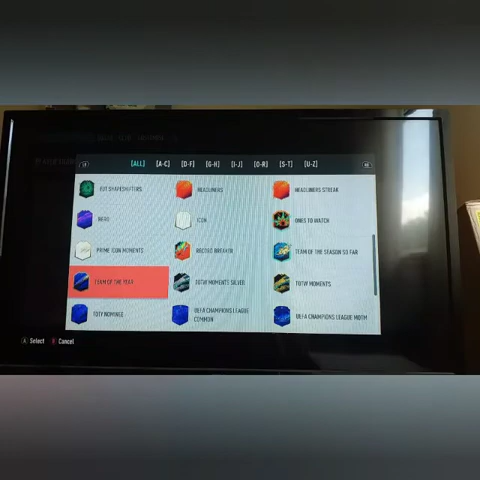 [ALL] [A-C] [D-F] [G-H] [I-J] [O-R] [S-T] [U-Z]
FUT SHAPESHIFTERS HEADLINERS HEADLINERS STREAK
HERO ICON ONES TO WATCH
PRIME ICON MOMENTS RECORD BREAKER TEAM OF THE SEASON SO FAR
TEAM OF THE YEAR TOTW MOMENTS SILVER TOTW MOMENTS
TOTY NOMINEE UEFA CHAMPIONS LEAGUE COMMON UEFA CHAMPIONS LEAGUE MOTM
A Select B Cancel